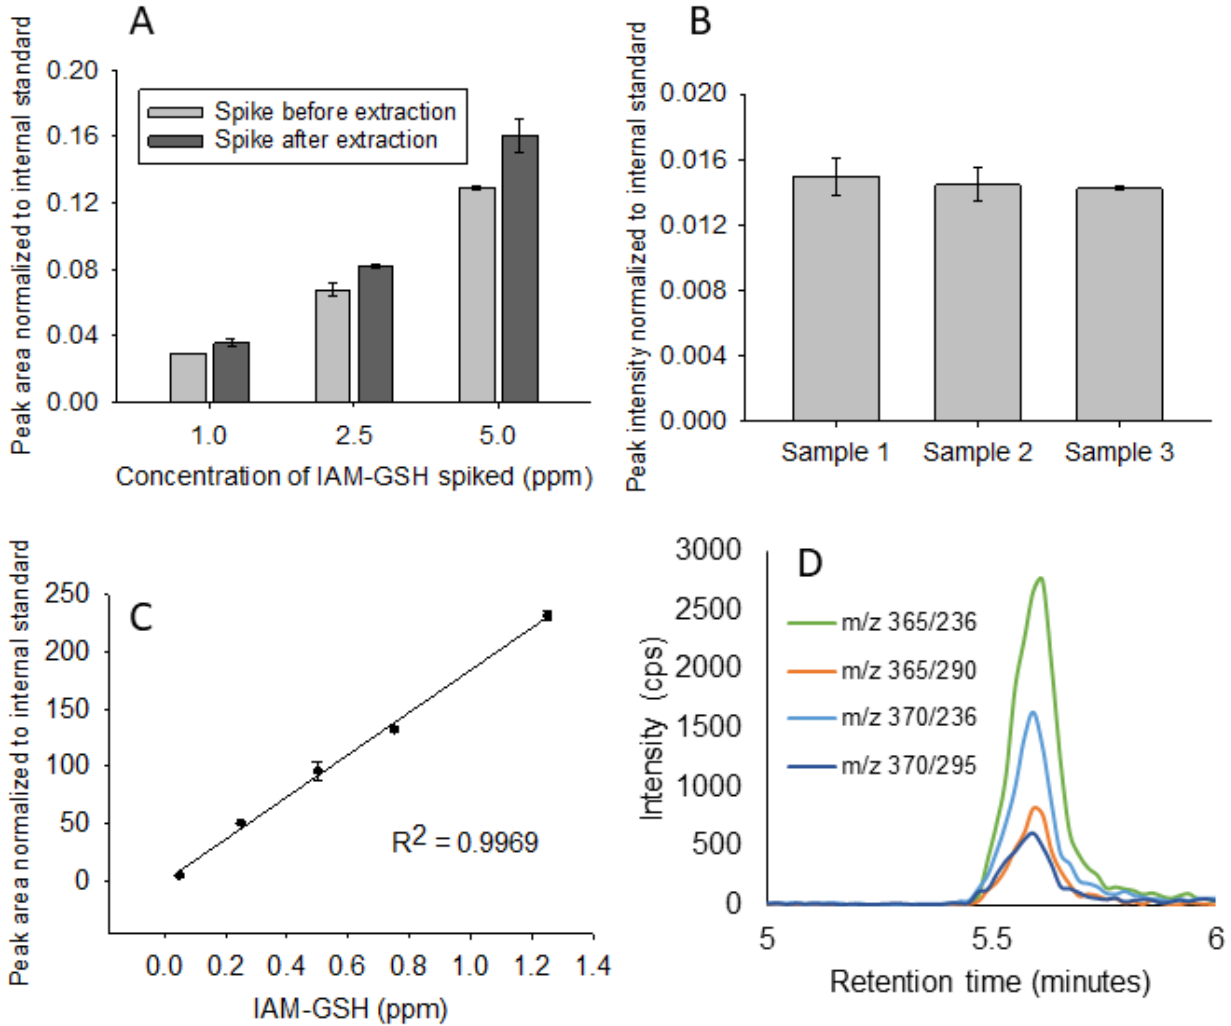 A
Peak area normalized to internal standard
0.20
0.16
0.12
0.08
0.04
0.00
Spike before extraction
Spike after extraction
1.0 2.5 5.0
Concentration of IAM-GSH spiked (ppm)
B
Peak intensity normalized to internal standard
0.020
0.016
0.012
0.008
0.004
0.000
Sample 1 Sample 2 Sample 3
C
Peak area normalized to internal standard
250
200
150
100
50
0
R2 = 0.9969
0.0 0.2 0.4 0.6 0.8 1.0 1.2 1.4
IAM-GSH (ppm)
D
Intensity (cps)
3000
2500
2000
1500
1000
500
0
m/z 365/236
m/z 365/290
m/z 370/236
m/z 370/295
5 5.5 6
Retention time (minutes)